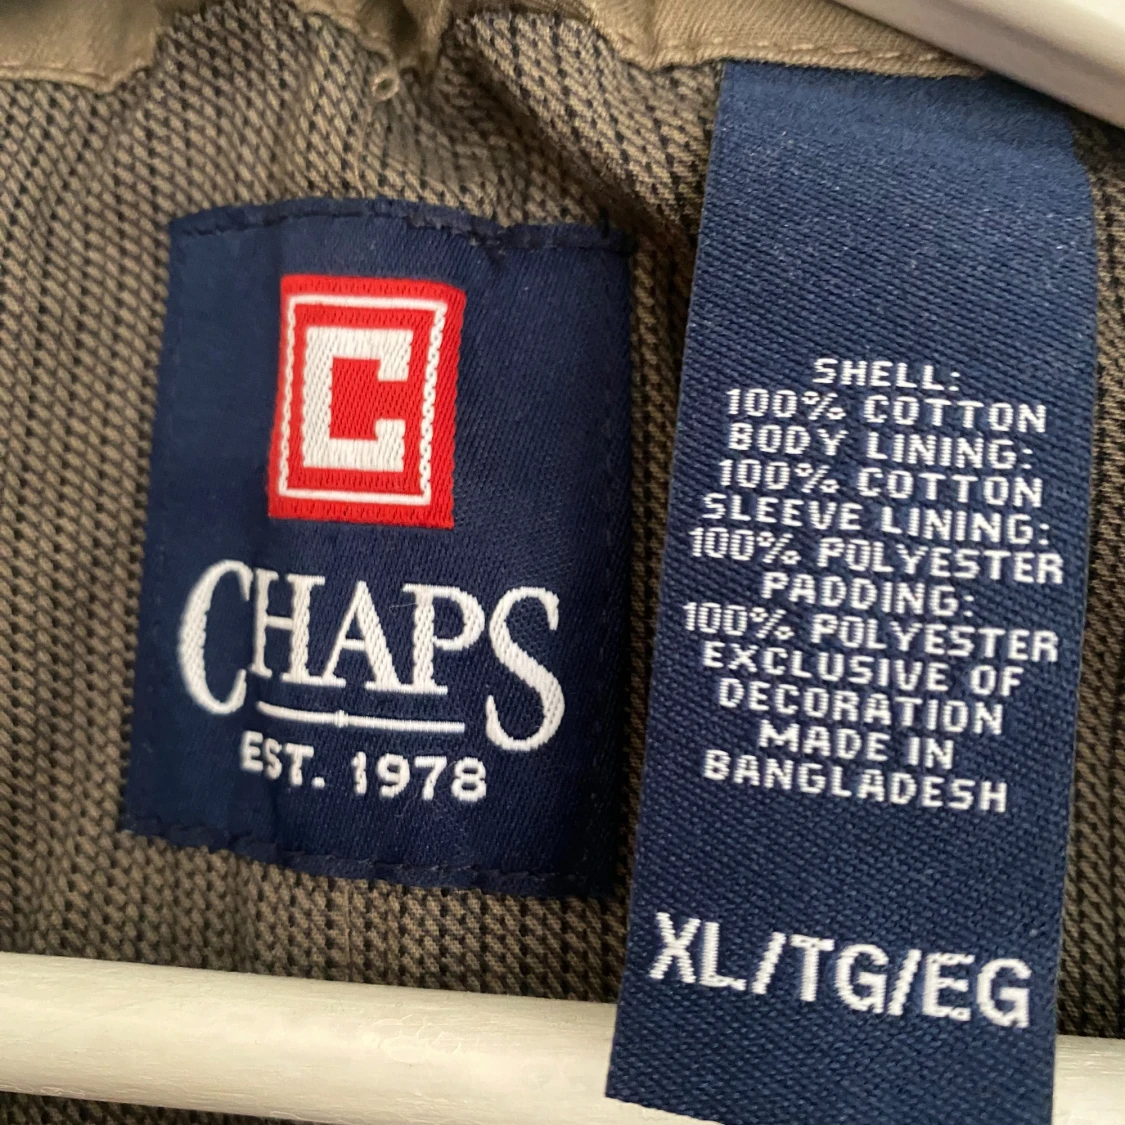 C
CHAPS
EST. 1978
SHELL:
100% COTTON
BODY LINING:
100% COTTON
SLEEVE LINING:
100% POLYESTER
PADDING:
100% POLYESTER
EXCLUSIVE OF
DECORATION
MADE IN
BANGLADESH
XL/TG/EG